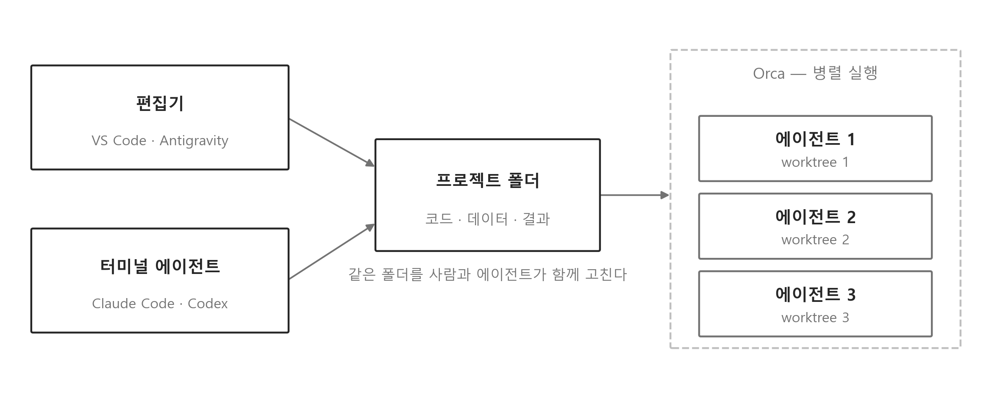 편집기
VS Code · Antigravity
터미널 에이전트
Claude Code · Codex
프로젝트 폴더
코드 · 데이터 · 결과
같은 폴더를 사람과 에이전트가 함께 고친다
Orca — 병렬 실행
에이전트 1
worktree 1
에이전트 2
worktree 2
에이전트 3
worktree 3